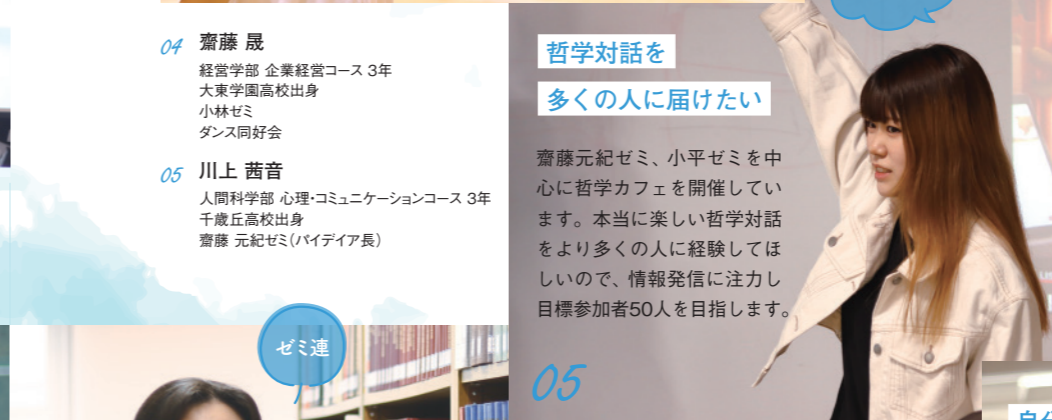 04
齋藤 晟
経営学部 企業経営コース 3年
大東学園高校出身
小林ゼミ
ダンス同好会
05
川上 茜音
人間科学部 心理・コミュニケーションコース 3年
千歳丘高校出身
齋藤 元紀ゼミ（パイデイア長）
ゼミ連
哲学対話を
多くの人に届けたい
齋藤元紀ゼミ、小平ゼミを中
心に哲学カフェを開催してい
ます。本当に楽しい哲学対話
をより多くの人に経験してほ
しいので、情報発信に注力し
目標参加者50人を目指します。
05